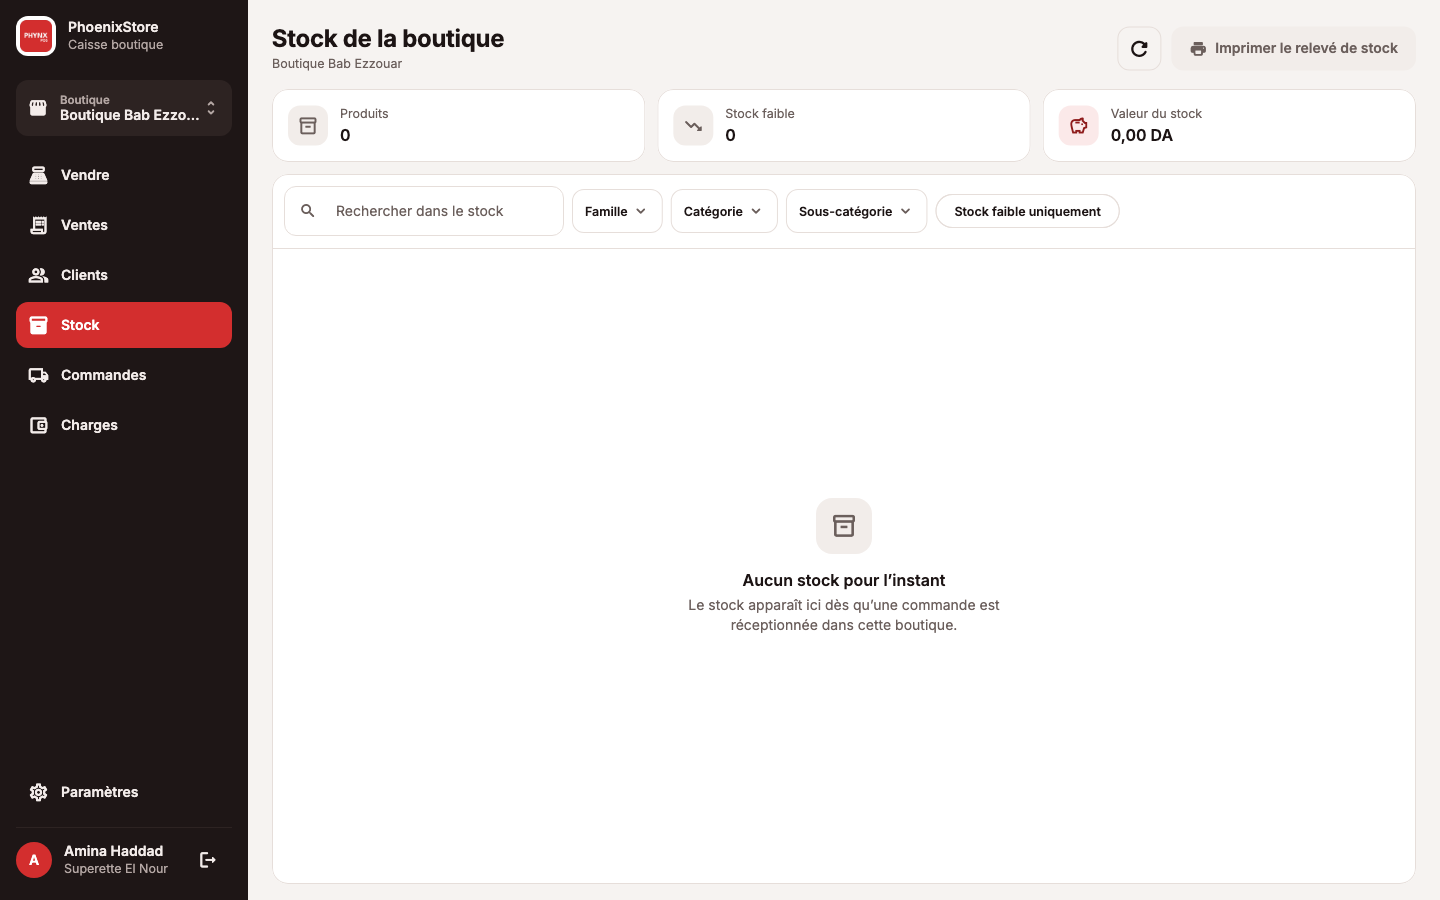 PHYNX
POS
PhoenixStore
Caisse boutique
Boutique
Boutique Bab Ezzo...
Vendre
Ventes
Clients
Stock
Commandes
Charges
Paramètres
A
Amina Haddad
Superette El Nour
Stock de la boutique
Boutique Bab Ezzouar
Imprimer le relevé de stock
Produits
0
Stock faible
0
Valeur du stock
0,00 DA
Rechercher dans le stock
Famille
Catégorie
Sous-catégorie
Stock faible uniquement
Aucun stock pour l’instant
Le stock apparaît ici dès qu’une commande est
réceptionnée dans cette boutique.